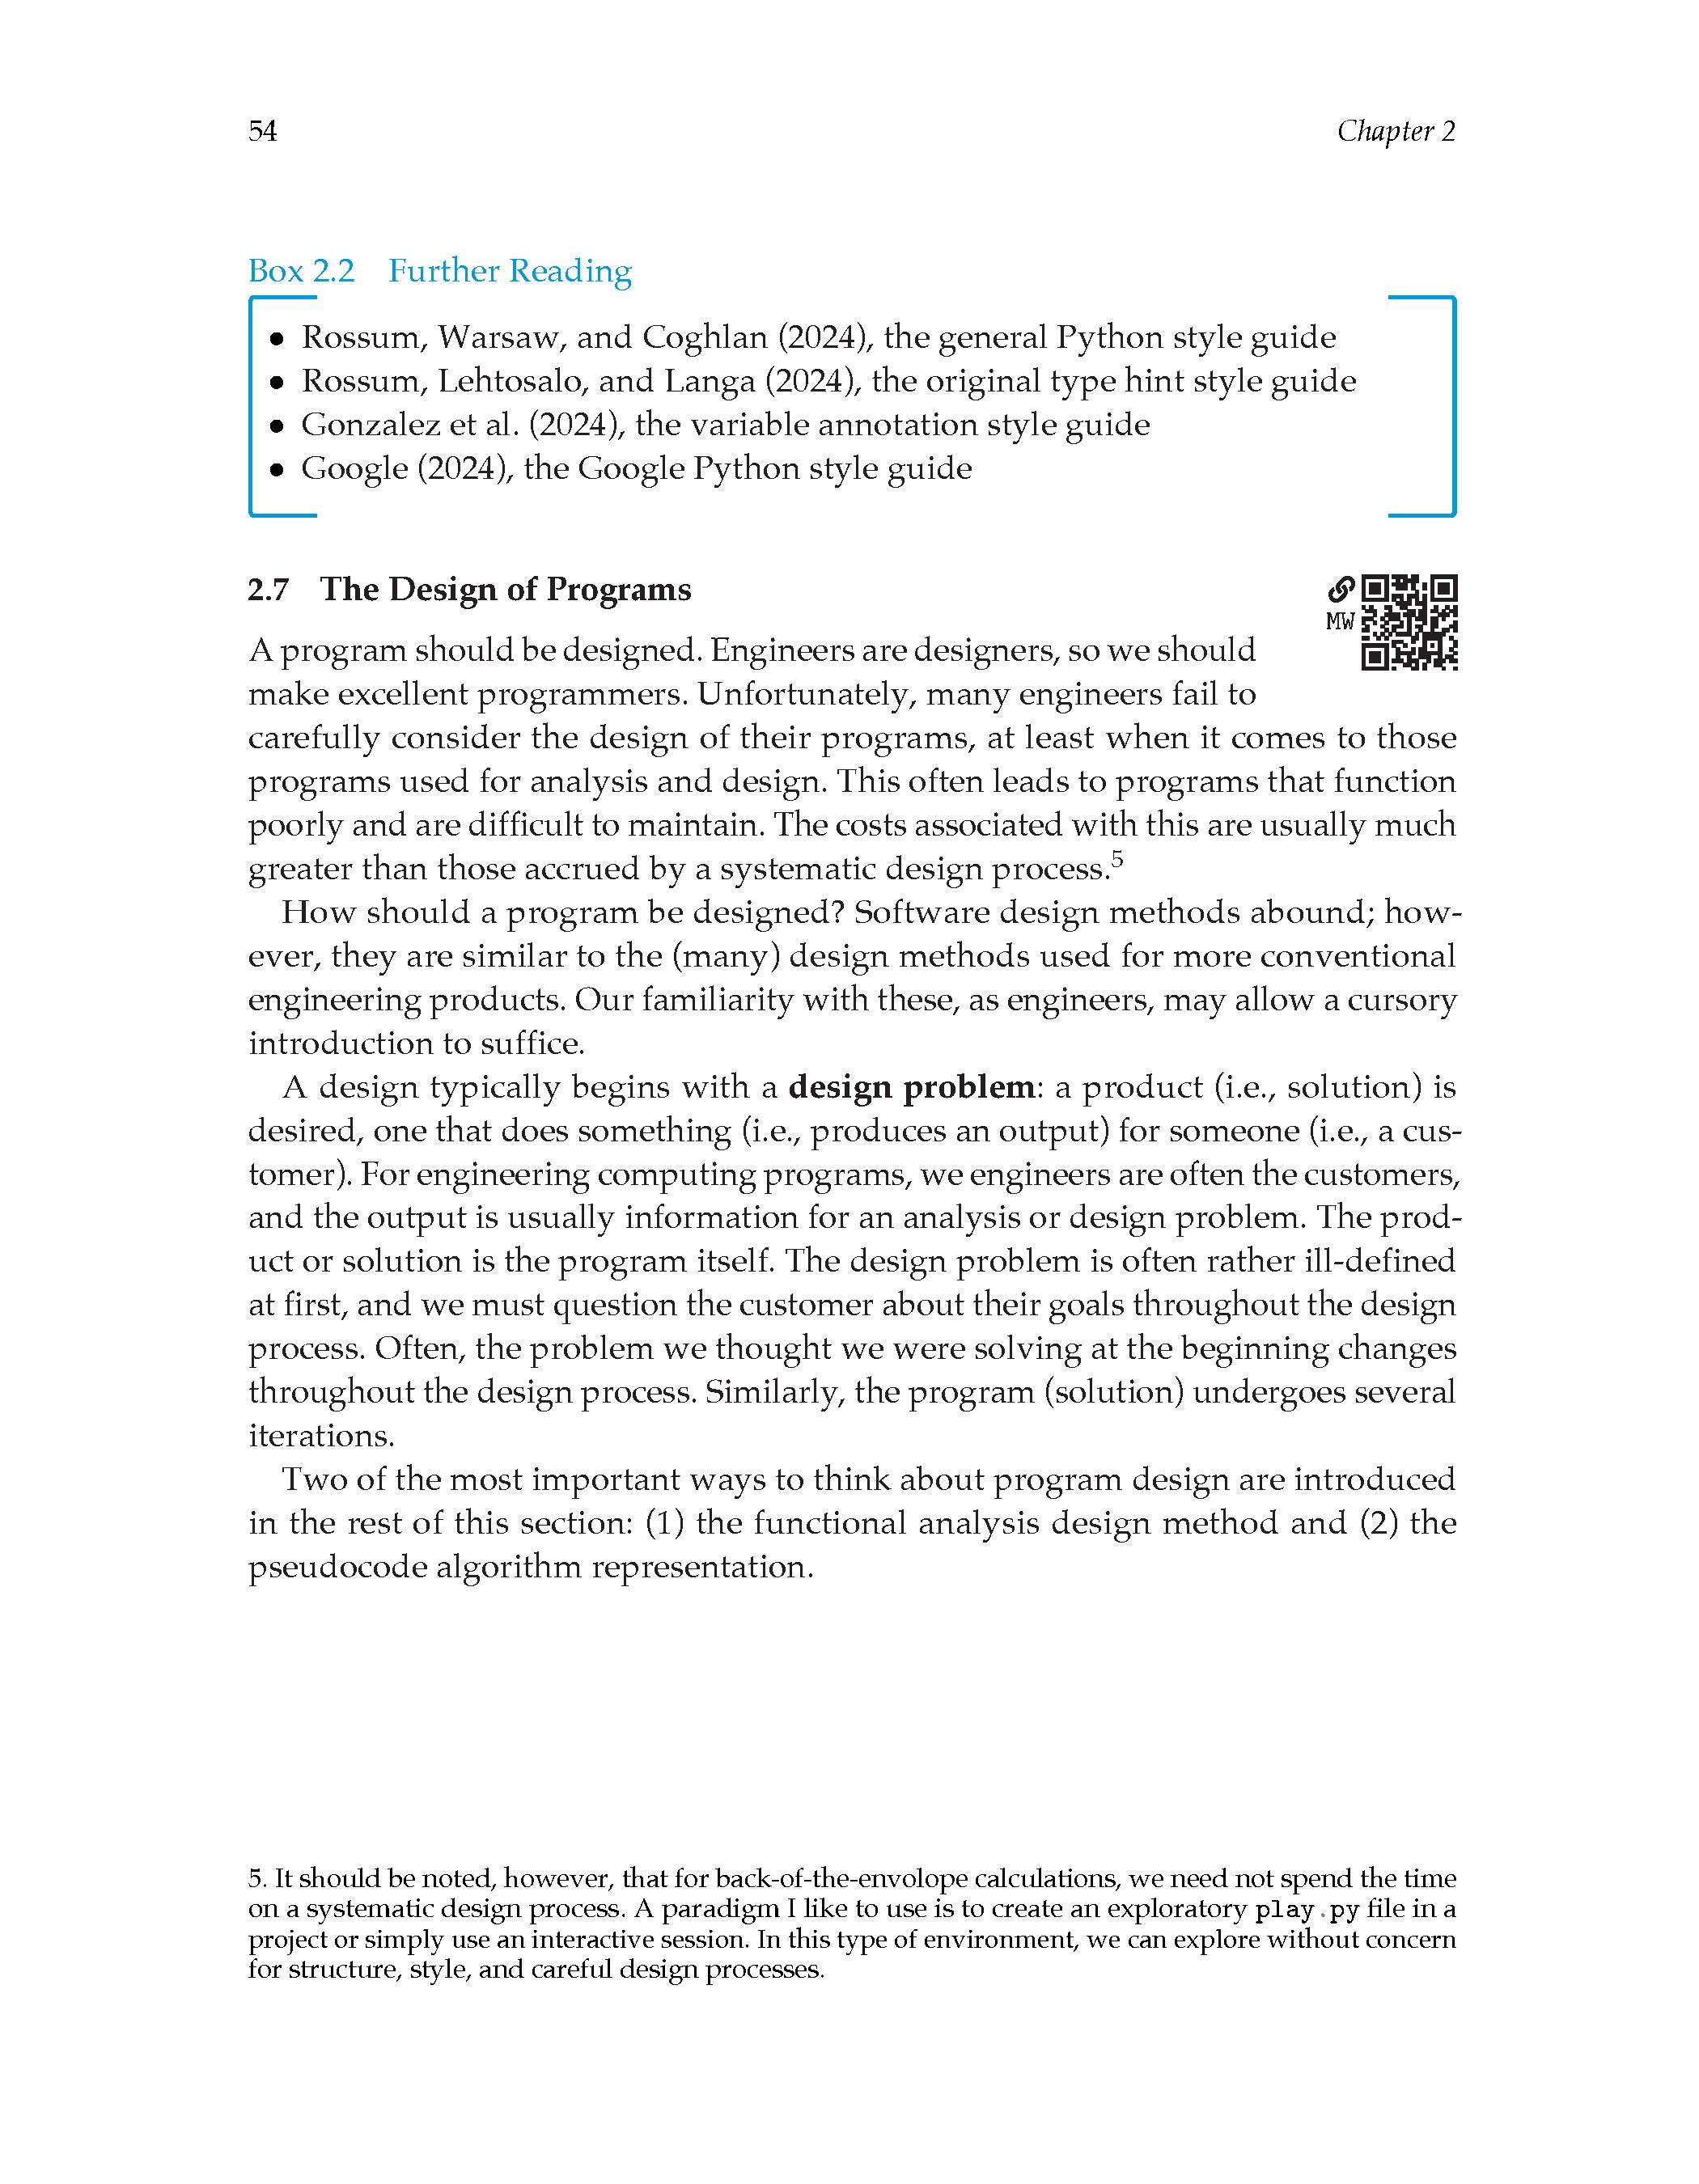 54
Chapter 2
Box 2.2 Further Reading
• Rossum, Warsaw, and Coghlan (2024), the general Python style guide
• Rossum, Lehtosalo, and Langa (2024), the original type hint style guide
• Gonzalez et al. (2024), the variable annotation style guide
• Google (2024), the Google Python style guide
2.7 The Design of Programs
MW
A program should be designed. Engineers are designers, so we should
make excellent programmers. Unfortunately, many engineers fail to
carefully consider the design of their programs, at least when it comes to those
programs used for analysis and design. This often leads to programs that function
poorly and are difficult to maintain. The costs associated with this are usually much
greater than those accrued by a systematic design process.5
How should a program be designed? Software design methods abound; how-
ever, they are similar to the (many) design methods used for more conventional
engineering products. Our familiarity with these, as engineers, may allow a cursory
introduction to suffice.
A design typically begins with a design problem: a product (i.e., solution) is
desired, one that does something (i.e., produces an output) for someone (i.e., a cus-
tomer). For engineering computing programs, we engineers are often the customers,
and the output is usually information for an analysis or design problem. The prod-
uct or solution is the program itself. The design problem is often rather ill-defined
at first, and we must question the customer about their goals throughout the design
process. Often, the problem we thought we were solving at the beginning changes
throughout the design process. Similarly, the program (solution) undergoes several
iterations.
Two of the most important ways to think about program design are introduced
in the rest of this section: (1) the functional analysis design method and (2) the
pseudocode algorithm representation.
5. It should be noted, however, that for back-of-the-envolope calculations, we need not spend the time
on a systematic design process. A paradigm I like to use is to create an exploratory play.py file in a
project or simply use an interactive session. In this type of environment, we can explore without concern
for structure, style, and careful design processes.